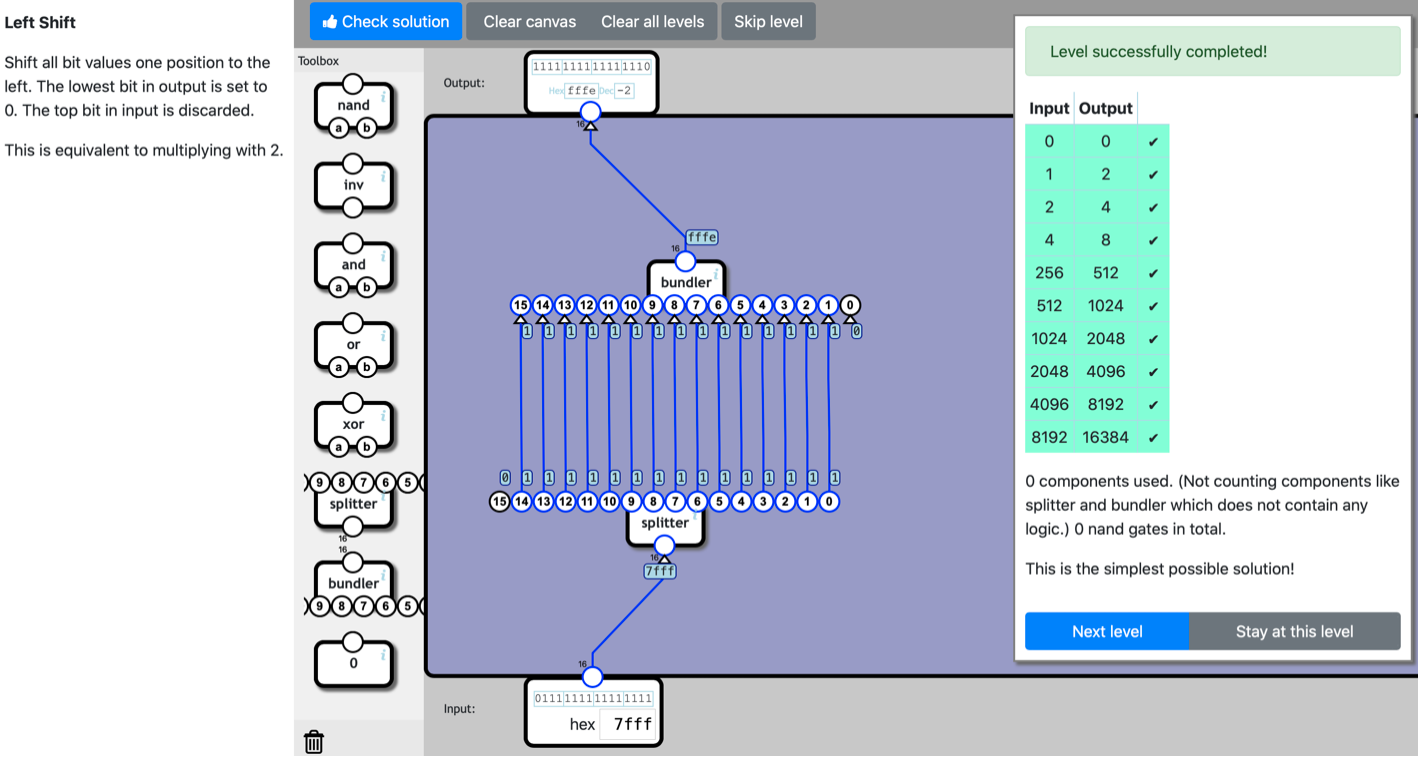 Left Shift
Shift all bit values one position to the
left. The lowest bit in output is set to
0. The top bit in input is discarded.
This is equivalent to multiplying with 2.
Check solution
Clear canvas
Clear all levels
Skip level
Toolbox
nand
a b
inv
and
a b
or
a b
xor
a b
9 8 7 6 5
splitter
16
16
bundler
9 8 7 6 5
0
Output:
1111 1111 1111 1110
Hex fffe Dec -2
16
fffe
16
bundler
15 14 13 12 11 10 9 8 7 6 5 4 3 2 1 0
1 1 1 1 1 1 1 1 1 1 1 1 1 1 1 0
0 1 1 1 1 1 1 1 1 1 1 1 1 1 1 1
15 14 13 12 11 10 9 8 7 6 5 4 3 2 1 0
splitter
16
7fff
16
Input:
0111 1111 1111 1111
hex 7fff
Level successfully completed!
Input Output
0 0 ✔
1 2 ✔
2 4 ✔
4 8 ✔
256 512 ✔
512 1024 ✔
1024 2048 ✔
2048 4096 ✔
4096 8192 ✔
8192 16384 ✔
0 components used. (Not counting components like
splitter and bundler which does not contain any
logic.) 0 nand gates in total.
This is the simplest possible solution!
Next level
Stay at this level